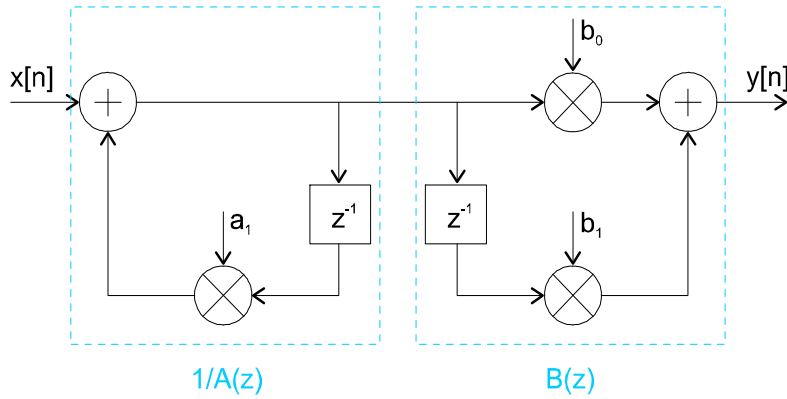 b₀
x[n]
+
+
y[n]
z⁻¹
z⁻¹
a₁
b₁
1/A(z)
B(z)